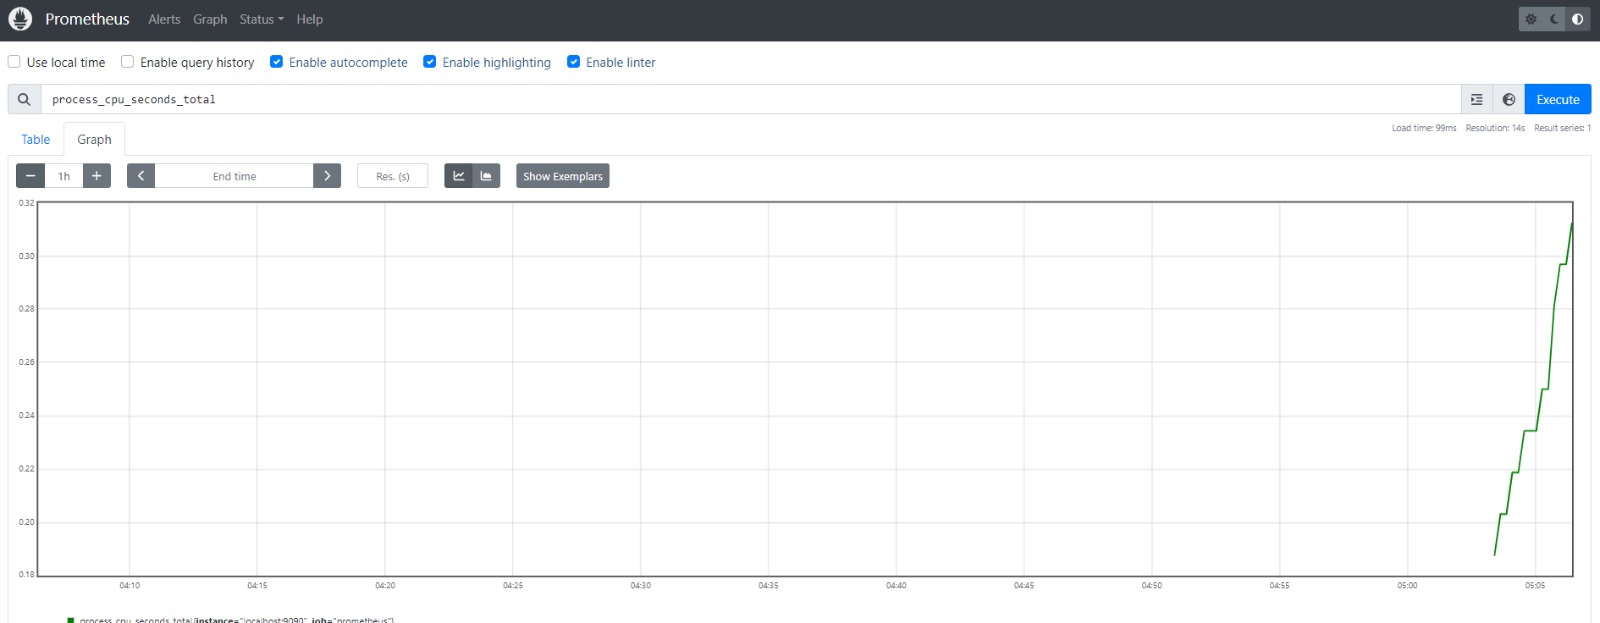 Prometheus Alerts Graph Status Help
Use local time Enable query history Enable autocomplete Enable highlighting Enable linter
process_cpu_seconds_total Execute
Load time: 99ms Resolution: 14s Result series: 1
Table Graph
1h End time Res. (s) Show Exemplars
0.32
0.30
0.28
0.26
0.24
0.22
0.20
0.18
04:10 04:15 04:20 04:25 04:30 04:35 04:40 04:45 04:50 04:55 05:00 05:05
process_cpu_seconds_total{instance="localhost:9090", job="prometheus"}